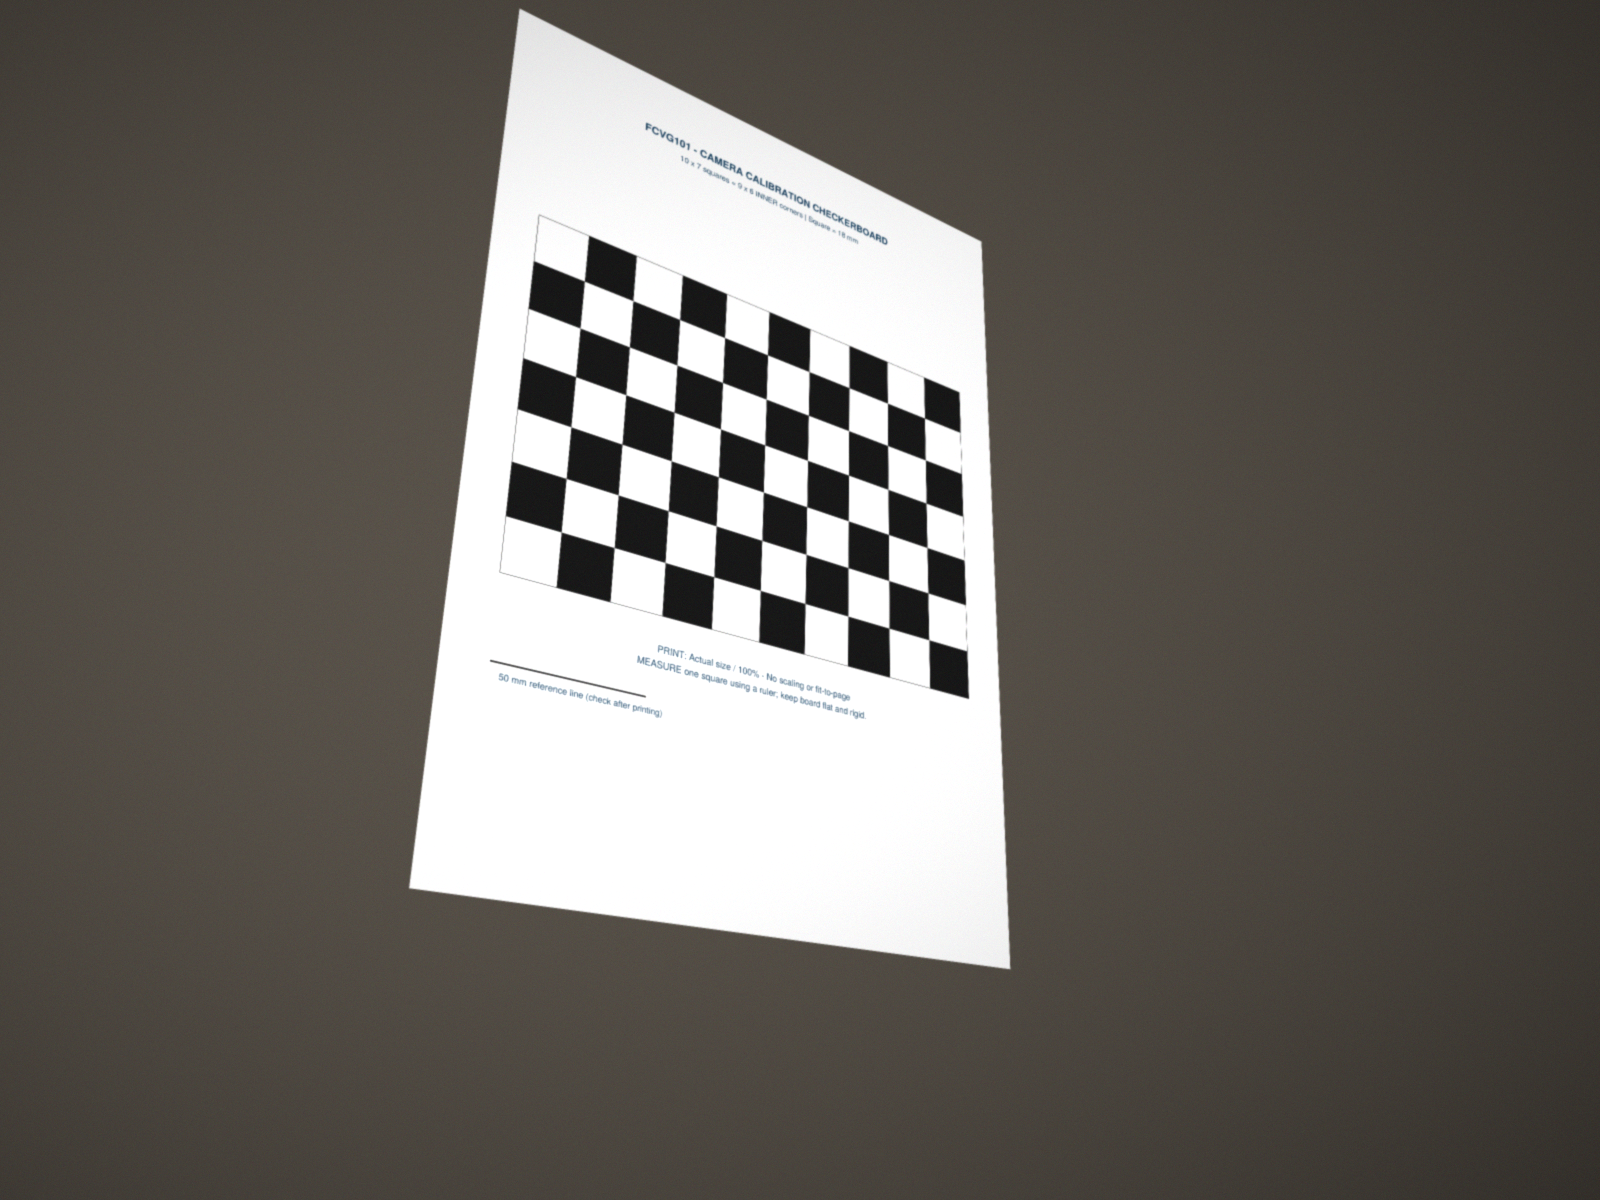 FCVG101 - CAMERA CALIBRATION CHECKERBOARD
10 x 7 squares = 9 x 6 INNER corners | Square = 18 mm
PRINT: Actual size / 100% - No scaling or fit-to-page
MEASURE one square using a ruler; keep board flat and rigid.
50 mm reference line (check after printing)